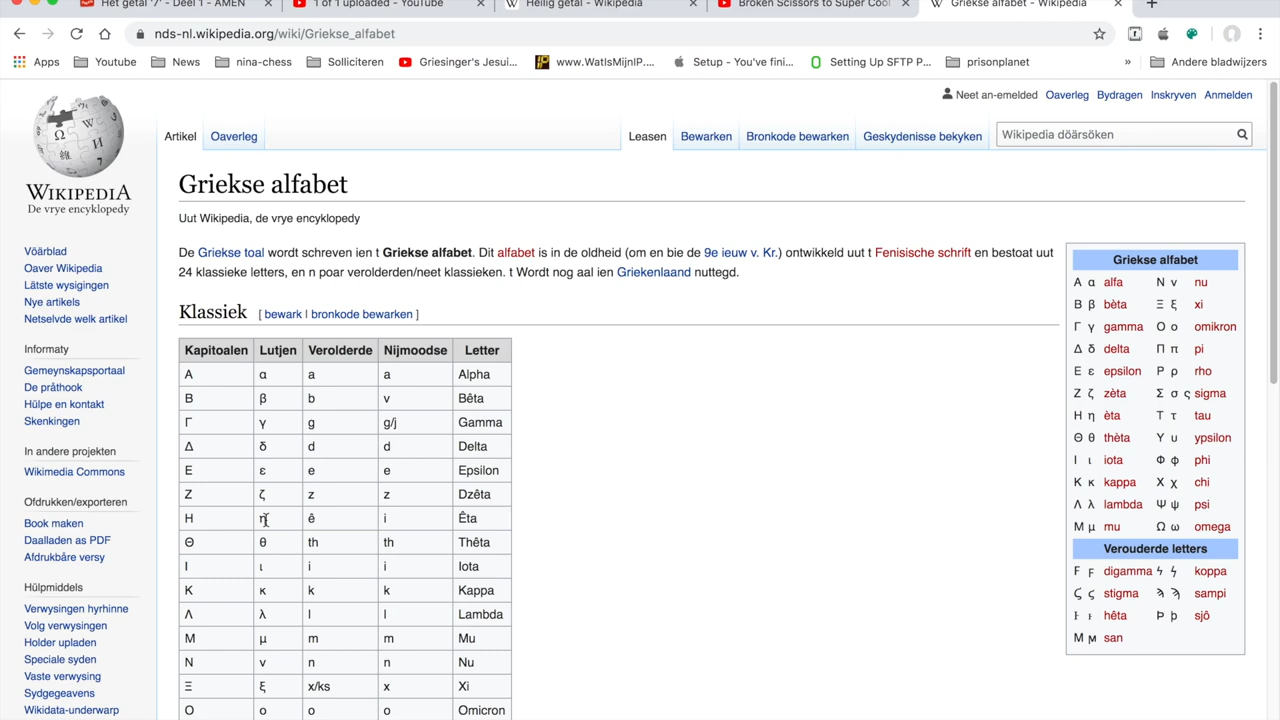 Het getal '7' - Deel 1 - AMEN
1 of 1 uploaded - YouTube
Heilig getal - Wikipedia
Broken Scissors to Super Cool
Griekse alfabet - Wikipedia
nds-nl.wikipedia.org/wiki/Griekse_alfabet
Apps Youtube News nina-chess Solliciteren Griesinger's Jesui... www.WatIsMijnIP.... Setup - You've fini... Setting Up SFTP P... prisonplanet » Andere bladwijzers
Neet an-emelded Oaverleg Bydragen Inskryven Anmelden
Artikel Oaverleg Leasen Bewarken Bronkode bewarken Geskydenisse bekyken Wikipedia döärsöken
WIKIPEDIA
De vrye encyklopedy
Vöärblad
Oaver Wikipedia
Lätste wysigingen
Nye artikels
Netselvde welk artikel
Informaty
Gemeynskapsportaal
De pråthook
Hülpe en kontakt
Skenkingen
In andere projekten
Wikimedia Commons
Ofdrukken/exporteren
Book maken
Daalladen as PDF
Afdrukbåre versy
Hülpmiddels
Verwysingen hyrhinne
Volg verwysingen
Holder upladen
Speciale syden
Vaste verwysing
Sydgegevens
Wikidata-underwarp
Griekse alfabet
Uut Wikipedia, de vrye encyklopedy
De Griekse toal wordt schreven ien t Griekse alfabet. Dit alfabet is in de oldheid (om en bie de 9e ieuw v. Kr.) ontwikkeld uut t Fenisische schrift en bestoat uut
24 klassieke letters, en n poar verolderden/neet klassieken. t Wordt nog aal ien Griekenlaand nuttegd.
Klassiek [ bewark | bronkode bewarken ]
Kapitoalen Lutjen Verolderde Nijmoodse Letter
Α α a a Alpha
Β β b v Bêta
Γ γ g g/j Gamma
Δ δ d d Delta
Ε ε e e Epsilon
Ζ ζ z z Dzêta
Η η ê i Êta
Θ θ th th Thêta
Ι ι i i Iota
Κ κ k k Kappa
Λ λ l l Lambda
Μ μ m m Mu
Ν ν n n Nu
Ξ ξ x/ks x Xi
Ο ο o o Omicron
Griekse alfabet
Α α alfa Ν ν nu
Β β bèta Ξ ξ xi
Γ γ gamma Ο ο omikron
Δ δ delta Π π pi
Ε ε epsilon Ρ ρ rho
Ζ ζ zèta Σ σ ς sigma
Η η èta Τ τ tau
Θ θ thèta Υ υ ypsilon
Ι ι iota Φ φ phi
Κ κ kappa Χ χ chi
Λ λ lambda Ψ ψ psi
Μ μ mu Ω ω omega
Verouderde letters
Ϝ ϝ digamma ϟ ϟ koppa
Ϛ ϛ stigma Ϡ ϡ sampi
Ͱ ͱ hêta Ϸ ϸ sjô
Ϻ ϻ san